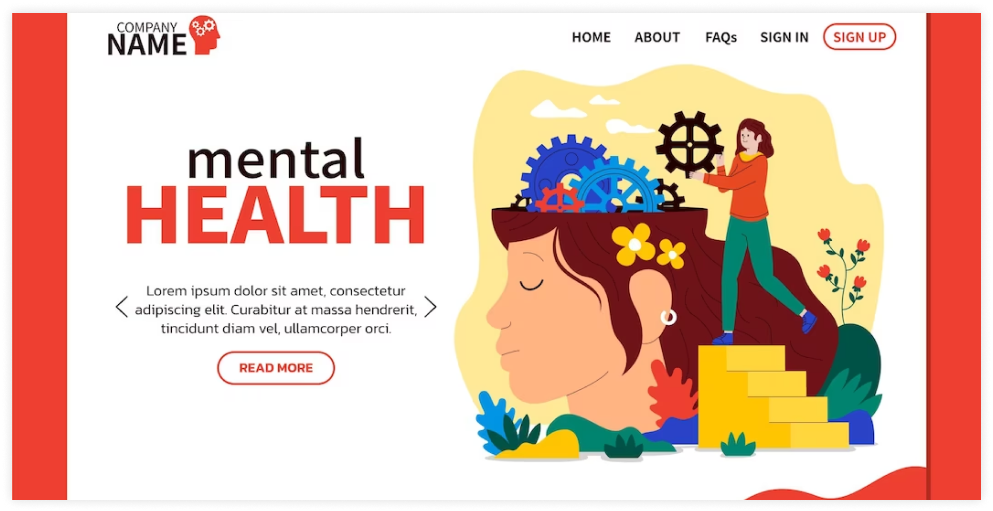 COMPANY
NAME
HOME ABOUT FAQs SIGN IN SIGN UP
mental
HEALTH
Lorem ipsum dolor sit amet, consectetur
adipiscing elit. Curabitur at massa hendrerit,
tincidunt diam vel, ullamcorper orci.
READ MORE